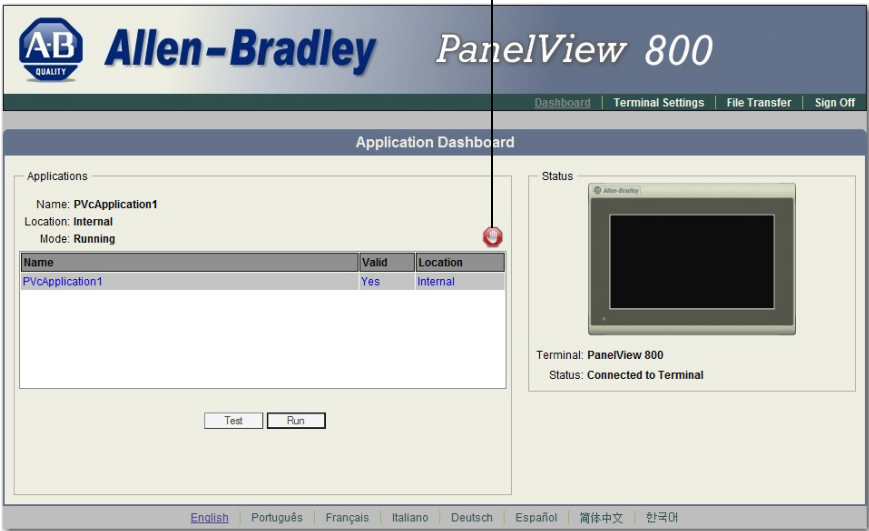 A·B
QUALITY
Allen-Bradley
PanelView 800
Dashboard
Terminal Settings
File Transfer
Sign Off
Application Dashboard
Applications
Name: PVcApplication1
Location: Internal
Mode: Running
Name Valid Location
PVcApplication1 Yes Internal
Test Run
Status
Allen-Bradley
Terminal: PanelView 800
Status: Connected to Terminal
English Português Français Italiano Deutsch Español 简体中文 한국어